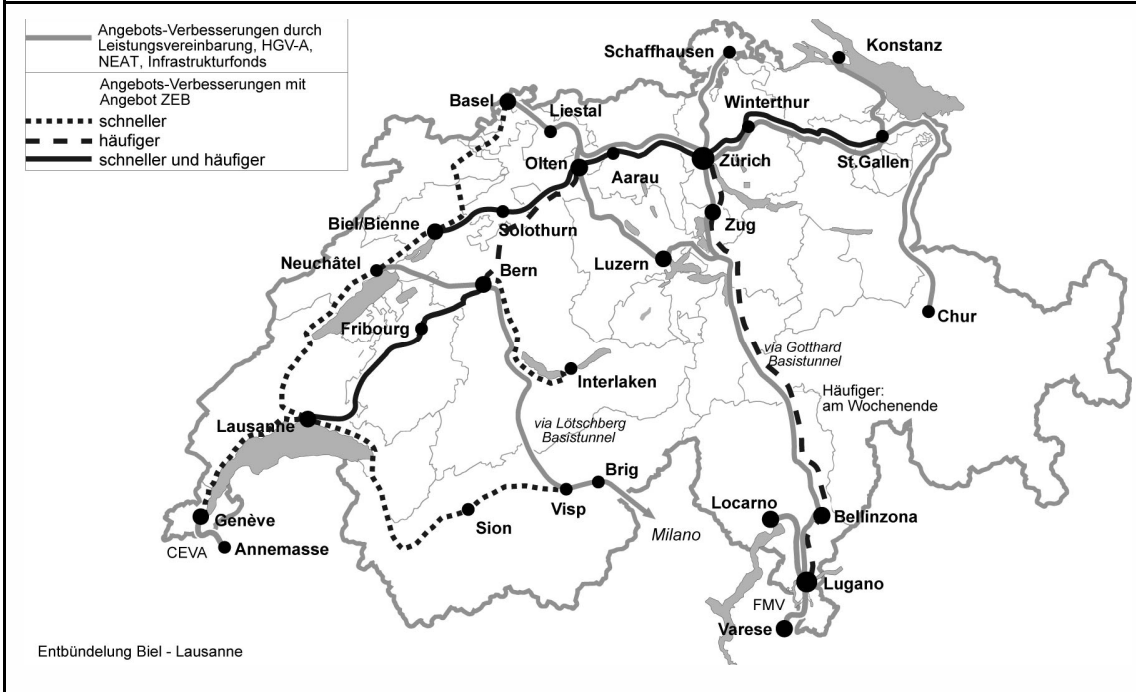 Angebots-Verbesserungen durch
Leistungsvereinbarung, HGV-A,
NEAT, Infrastrukturfonds
Angebots-Verbesserungen mit
Angebot ZEB
schneller
häufiger
schneller und häufiger
Schaffhausen
Konstanz
Basel
Liestal
Winterthur
Olten
Aarau
Zürich
St.Gallen
Biel/Bienne
Solothurn
Zug
Neuchâtel
Bern
Luzern
Fribourg
Chur
via Gotthard
Basistunnel
Interlaken
Häufiger:
am Wochenende
Lausanne
via Lötschberg
Basistunnel
Brig
Visp
Sion
Locarno
Bellinzona
Genève
Milano
CEVA
Annemasse
Lugano
FMV
Varese
Entbündelung Biel - Lausanne